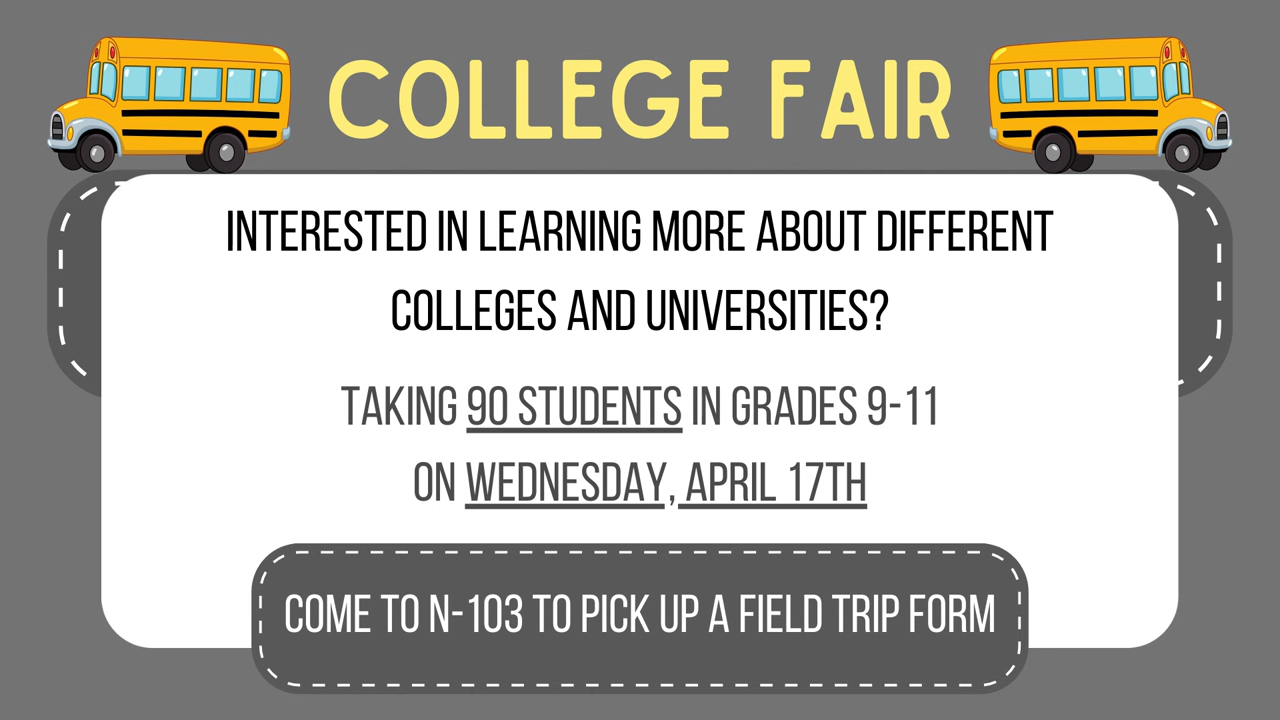 COLLEGE FAIR
INTERESTED IN LEARNING MORE ABOUT DIFFERENT
COLLEGES AND UNIVERSITIES?
TAKING 90 STUDENTS IN GRADES 9-11
ON WEDNESDAY, APRIL 17TH
COME TO N-103 TO PICK UP A FIELD TRIP FORM